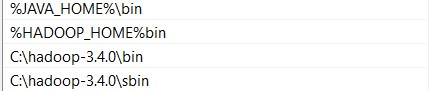 %JAVA_HOME%\bin
%HADOOP_HOME%bin
C:\hadoop-3.4.0\bin
C:\hadoop-3.4.0\sbin